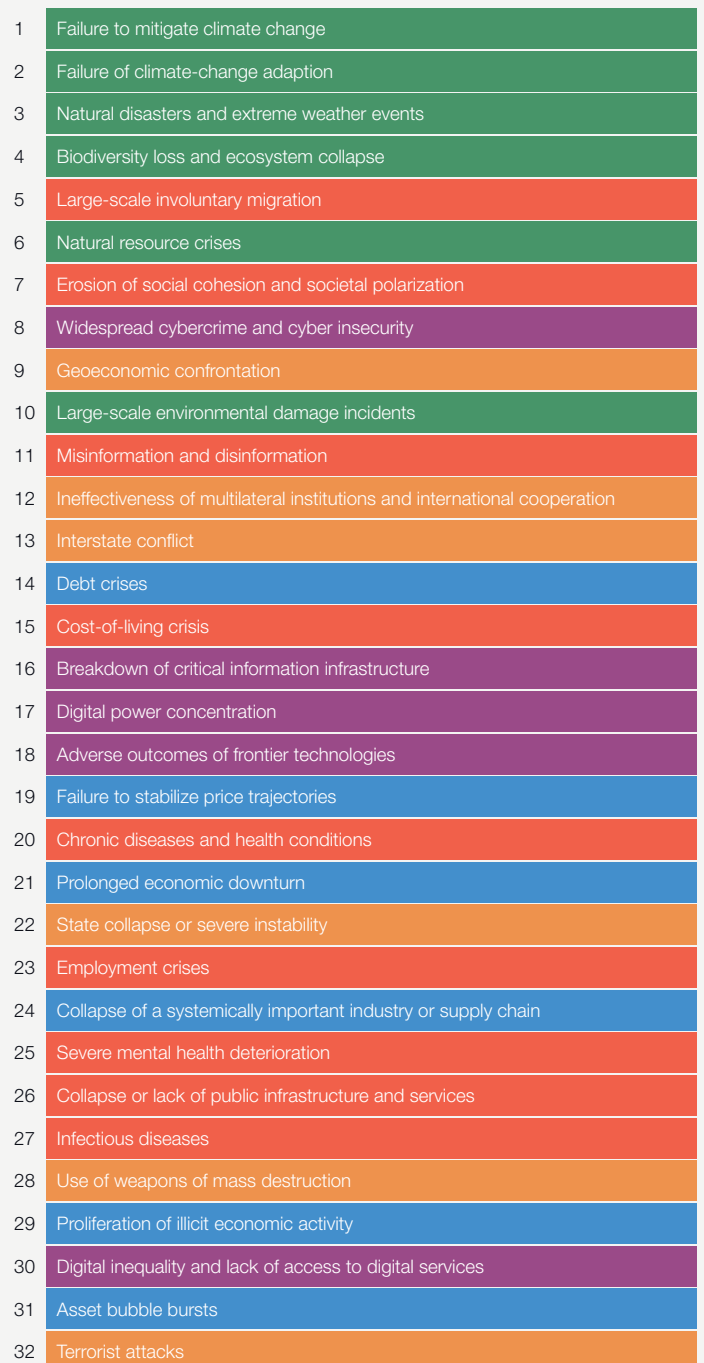 1 Failure to mitigate climate change
2 Failure of climate-change adaption
3 Natural disasters and extreme weather events
4 Biodiversity loss and ecosystem collapse
5 Large-scale involuntary migration
6 Natural resource crises
7 Erosion of social cohesion and societal polarization
8 Widespread cybercrime and cyber insecurity
9 Geoeconomic confrontation
10 Large-scale environmental damage incidents
11 Misinformation and disinformation
12 Ineffectiveness of multilateral institutions and international cooperation
13 Interstate conflict
14 Debt crises
15 Cost-of-living crisis
16 Breakdown of critical information infrastructure
17 Digital power concentration
18 Adverse outcomes of frontier technologies
19 Failure to stabilize price trajectories
20 Chronic diseases and health conditions
21 Prolonged economic downturn
22 State collapse or severe instability
23 Employment crises
24 Collapse of a systemically important industry or supply chain
25 Severe mental health deterioration
26 Collapse or lack of public infrastructure and services
27 Infectious diseases
28 Use of weapons of mass destruction
29 Proliferation of illicit economic activity
30 Digital inequality and lack of access to digital services
31 Asset bubble bursts
32 Terrorist attacks